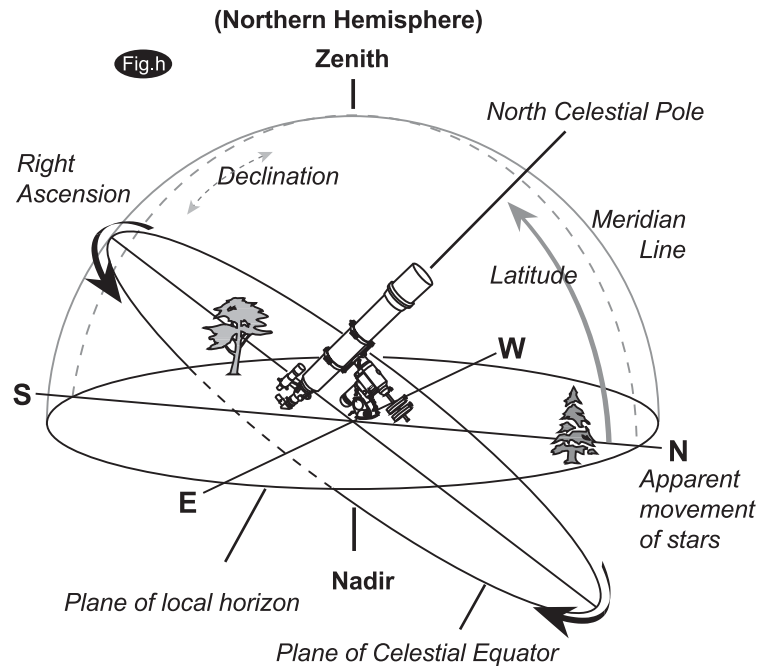 (Northern Hemisphere)
Fig.h
Zenith
North Celestial Pole
Right
Ascension
Declination
Meridian
Line
Latitude
W
S
N
E
Apparent
movement
of stars
Nadir
Plane of local horizon
Plane of Celestial Equator